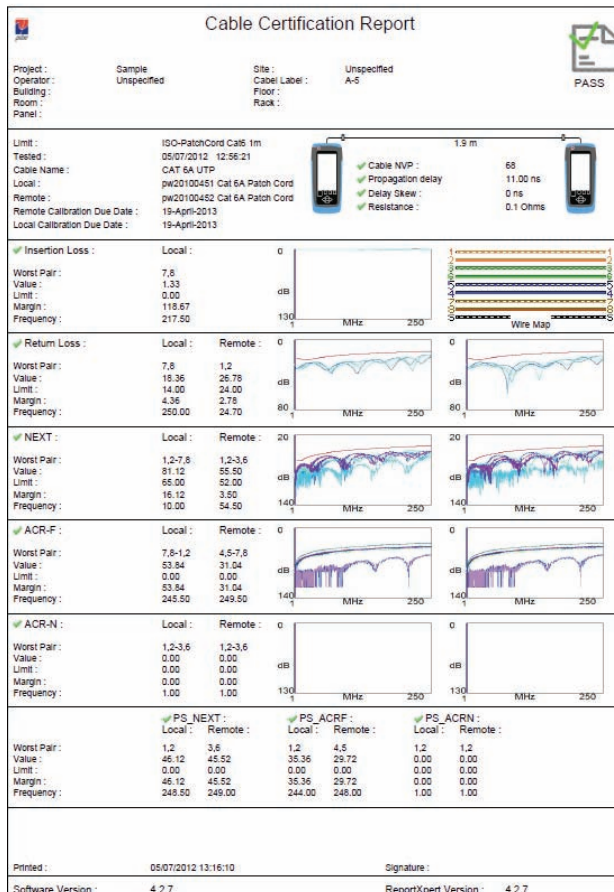 Cable Certification Report
PASS
Project : Sample Site : Unspecified
Operator : Unspecified Cabel Label : A-5
Building : Floor :
Room : Rack :
Panel :
Limit : ISO-PatchCord Cat6 1m
Tested : 05/07/2012 12:56:21
Cable Name : CAT 6A UTP
Local : pw20100451 Cat 6A Patch Cord
Remote : pw20100452 Cat 6A Patch Cord
Remote Calibration Due Date : 19-April-2013
Local Calibration Due Date : 19-April-2013
1.9 m
Cable NVP : 68
Propagation delay 11.00 ns
Delay Skew : 0 ns
Resistance : 0.1 Ohms
Insertion Loss : Local :
Worst Pair : 7,8
Value : 1.33
Limit : 0.00
Margin : 118.67
Frequency : 217.50
0
dB
130
1 MHz 250
Wire Map
Return Loss : Local : Remote :
Worst Pair : 7,8 1,2
Value : 18.36 26.78
Limit : 14.00 24.00
Margin : 4.36 2.78
Frequency : 250.00 24.70
0 0
dB dB
80 80
1 MHz 250 1 MHz 250
NEXT : Local : Remote :
Worst Pair : 1,2-7,8 1,2-3,6
Value : 81.12 55.50
Limit : 65.00 52.00
Margin : 16.12 3.50
Frequency : 10.00 54.50
20 20
dB dB
140 140
1 MHz 250 1 MHz 250
ACR-F : Local : Remote :
Worst Pair : 7,8-1,2 4,5-7,8
Value : 53.84 31.04
Limit : 0.00 0.00
Margin : 53.84 31.04
Frequency : 245.50 249.50
0 0
dB dB
140 140
1 MHz 250 1 MHz 250
ACR-N : Local : Remote :
Worst Pair : 1,2-3,6 1,2-3,6
Value : 0.00 0.00
Limit : 0.00 0.00
Margin : 0.00 0.00
Frequency : 1.00 1.00
0 0
dB dB
130 130
1 MHz 250 1 MHz 250
PS_NEXT : PS_ACRF : PS_ACRN :
Local : Remote : Local : Remote : Local : Remote :
Worst Pair : 1,2 3,6 1,2 4,5 1,2 1,2
Value : 46.12 45.52 35.36 29.72 0.00 0.00
Limit : 0.00 0.00 0.00 0.00 0.00 0.00
Margin : 46.12 45.52 35.36 29.72 0.00 0.00
Frequency : 248.50 249.00 244.00 248.00 1.00 1.00
Printed : 05/07/2012 13:16:10 Signature :
Software Version : 4.2.7 ReportXpert Version : 4.2.7